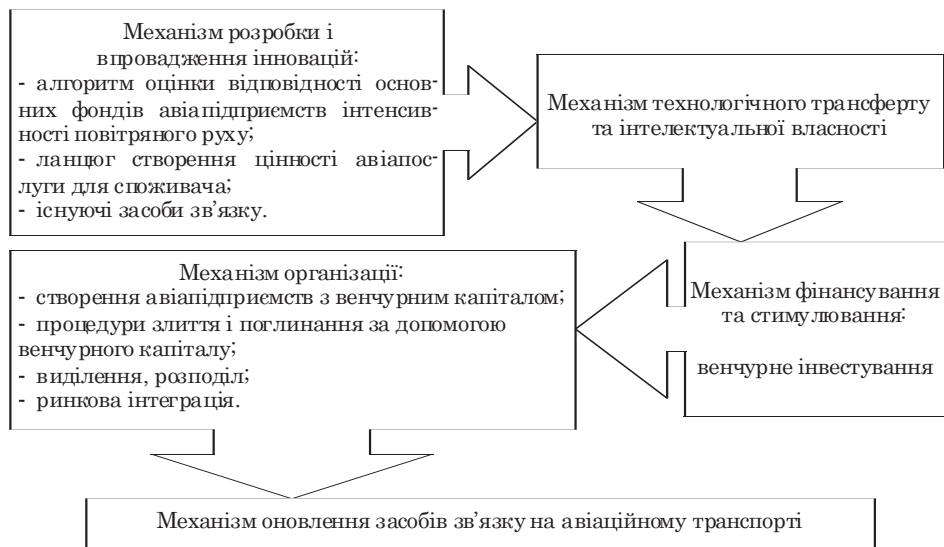 Механізм розробки і
впровадження інновацій:
- алгоритм оцінки відповідності основ-
них фондів авіапідприємств інтенсив-
ності повітряного руху;
- ланцюг створення цінності авіапос-
луги для споживача;
- існуючі засоби зв’язку.
Механізм технологічного трансферту
та інтелектуальної власності
Механізм фінансування
та стимулювання:
венчурне інвестування
Механізм організації:
- створення авіапідприємств з венчурним капіталом;
- процедури злиття і поглинання за допомогою
венчурного капіталу;
- виділення, розподіл;
- ринкова інтеграція.
Механізм оновлення засобів зв’язку на авіаційному транспорті